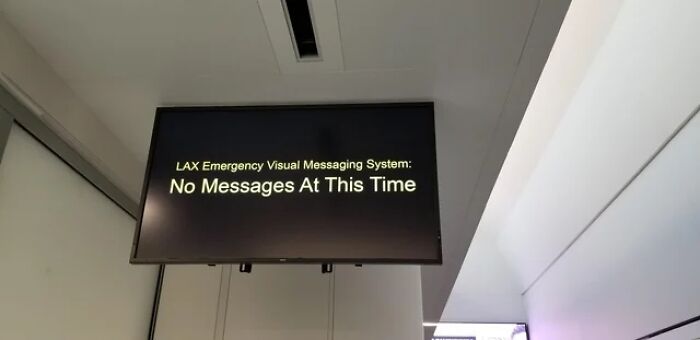 LAX Emergency Visual Messaging System:
No Messages At This Time